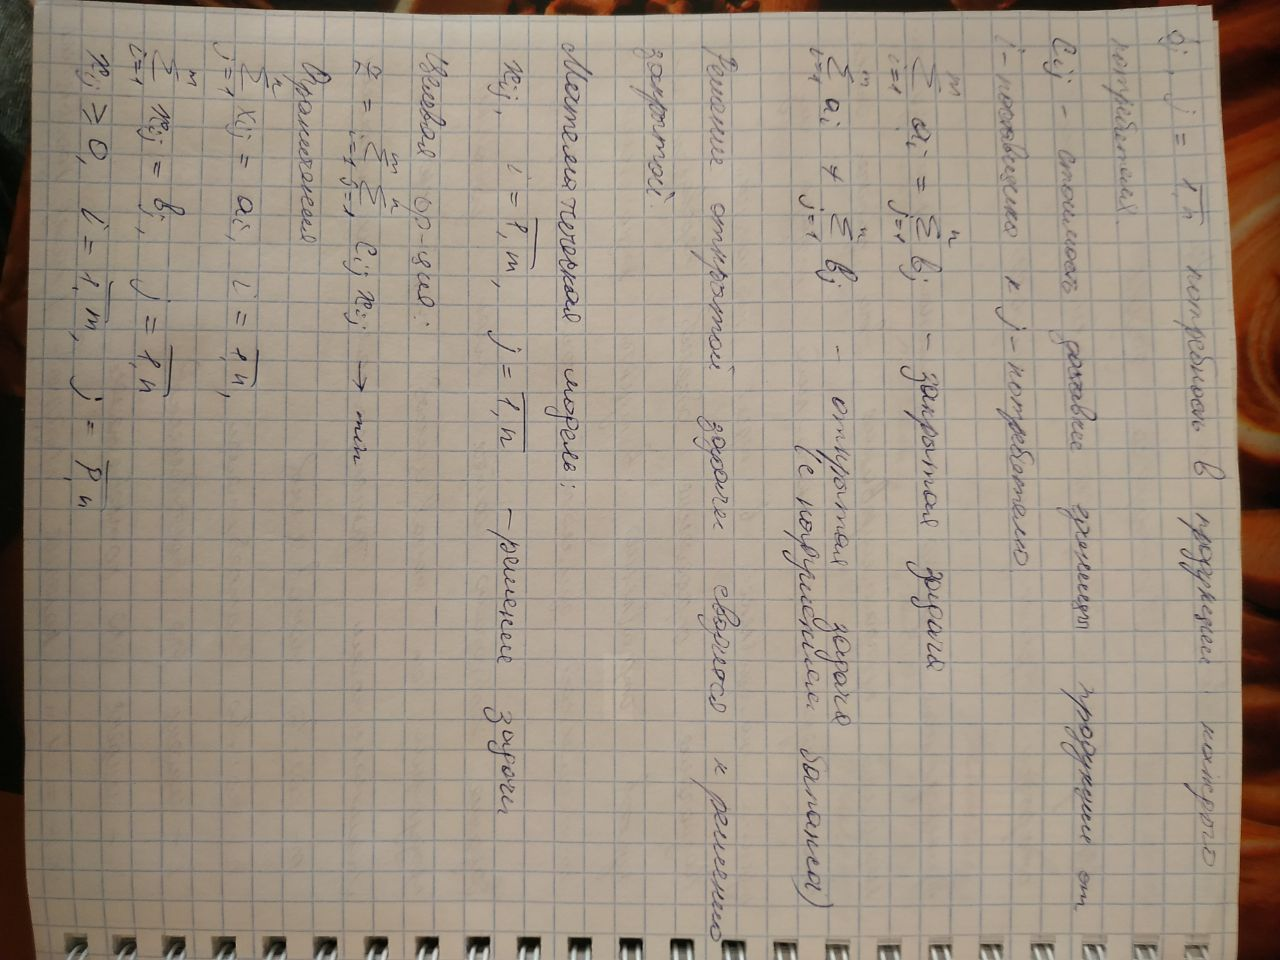 bj, j = 1,n потребность в продукции каждого
потребителя.
Cij – стоимость доставке единицы продукции от
i – поставщика к j – потребителю.
m∑i=1 ai = n∑j=1 bj – закрытая задача
m∑i=1 ai ≠ n∑j=1 bj – открытая задача
(с нарушением баланса)
Решение открытой задачи сводится к решению
закрытой.
Математическая модель:
xij, i = 1,m, j = 1,n – решение задачи
Целевая ф-ция:
Z = m∑i=1 n∑j=1 Cij xij → min
Ограничения
n∑j=1 xij = ai, i = 1,n,
m∑i=1 xij = bj, j = 1,n
xij ≥ 0, i = 1,m, j = 1,n